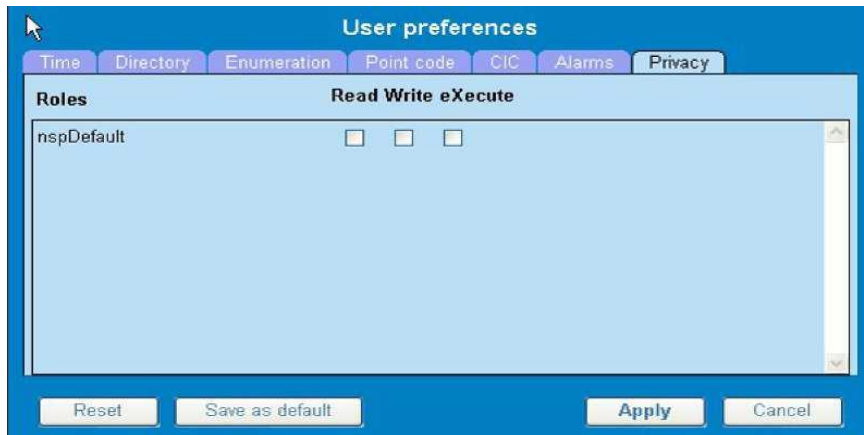 User preferences
Time Directory Enumeration Point code CIC Alarms Privacy
Roles Read Write eXecute
nspDefault
Reset Save as default Apply Cancel